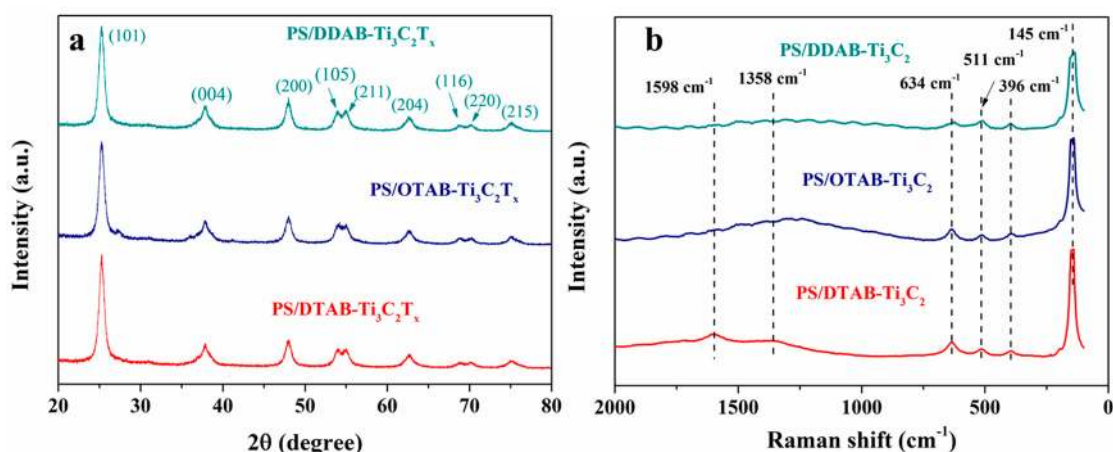 a
PS/DDAB-Ti₃C₂Tₓ
(101)
(004)
(200)
(105)
(211)
(204)
(116)
(220)
(215)
PS/OTAB-Ti₃C₂Tₓ
PS/DTAB-Ti₃C₂Tₓ
Intensity (a.u.)
20 30 40 50 60 70 80
2θ (degree)
b
PS/DDAB-Ti₃C₂
145 cm⁻¹
1598 cm⁻¹
1358 cm⁻¹
634 cm⁻¹
511 cm⁻¹
396 cm⁻¹
PS/OTAB-Ti₃C₂
PS/DTAB-Ti₃C₂
Intensity (a.u.)
2000 1500 1000 500 0
Raman shift (cm⁻¹)